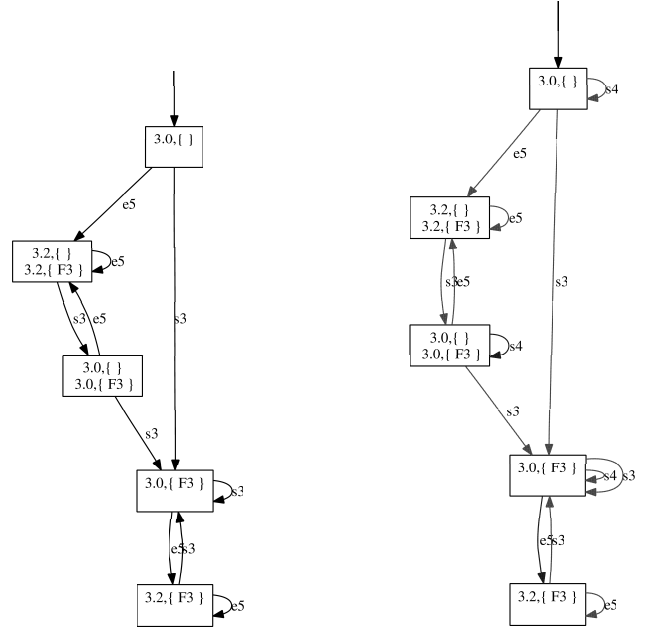 3.0,{ }
e5
3.2,{ }
3.2,{ F3 }
e5
s3
e5
s3
3.0,{ }
3.0,{ F3 }
s3
3.0,{ F3 }
s3
e5
s3
3.2,{ F3 }
e5
3.0,{ }
s4
e5
3.2,{ }
3.2,{ F3 }
e5
s3
e5
s3
3.0,{ }
3.0,{ F3 }
s4
s3
3.0,{ F3 }
s4
s3
e5
s3
3.2,{ F3 }
e5